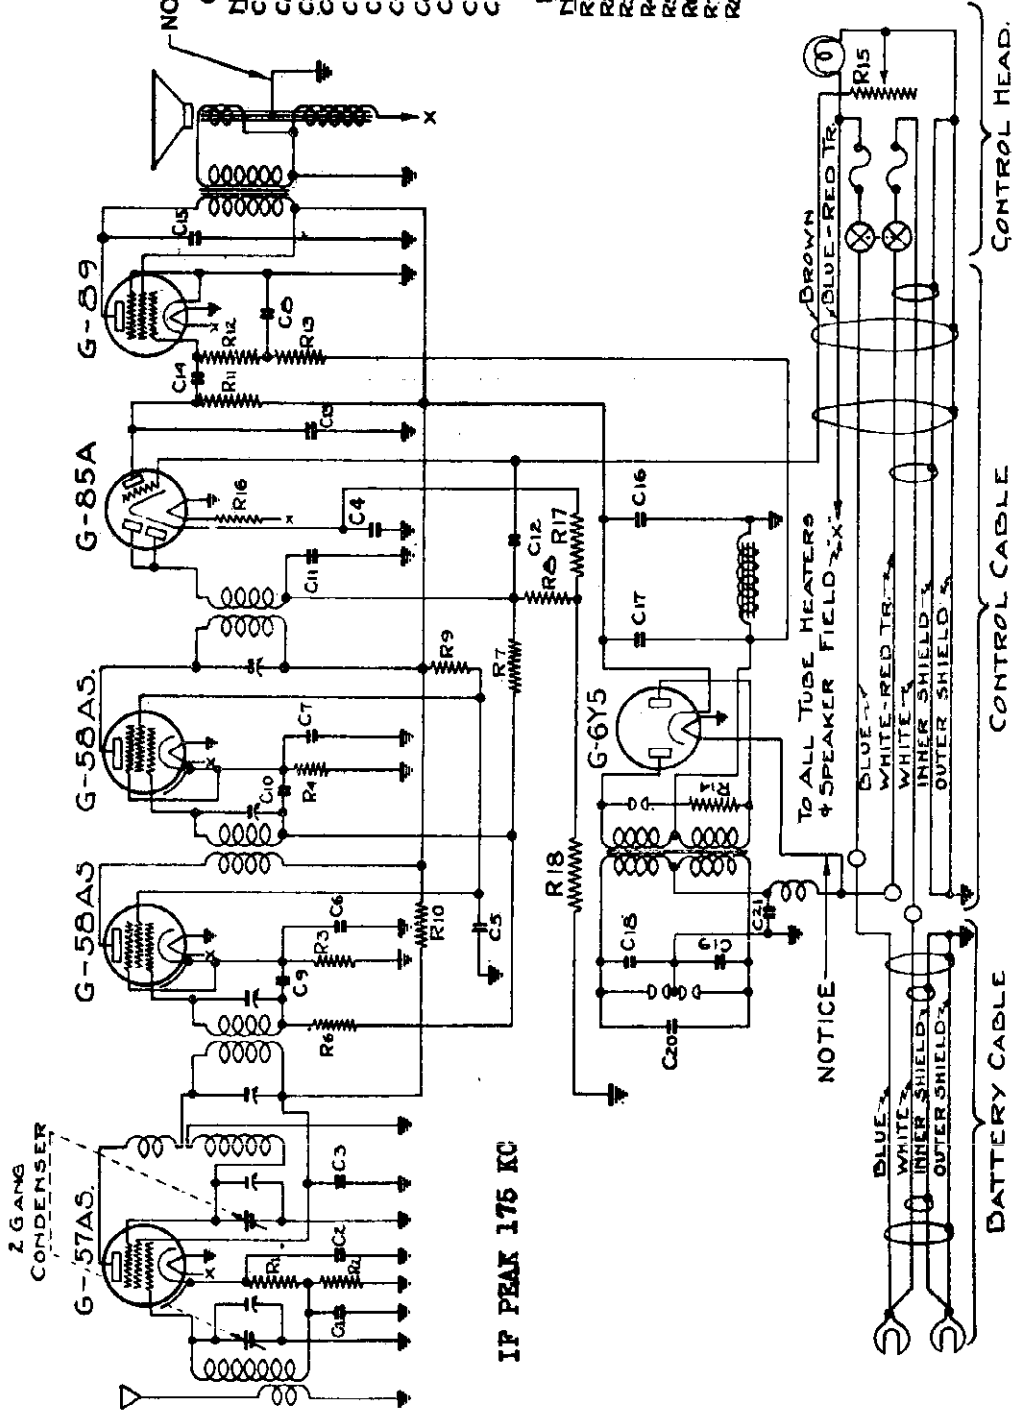 2 GANG
CONDENSER
G-57AS.
G-58AS
G-58AS.
G-85A
G-89
NO
C1
C2
C3
R1
R2
IF PEAK 175 KC
R6
C9
R3
C6
R10
C5
C10
R4
C7
R9
R7
C11
R16
C4
C12
R8
R17
C13
C14
R11
R12
C8
R13
C15
X
R18
C20
C18
C19
C21
R14
G-6Y5
C17
C16
NOTICE
TO ALL TUBE HEATERS
& SPEAKER FIELD "X"
BROWN
BLUE-RED TR.
R15
BLUE
WHITE-RED TR.
WHITE
INNER SHIELD
OUTER SHIELD
BLUE
WHITE
INNER SHIELD
OUTER SHIELD
BATTERY CABLE
CONTROL CABLE
CONTROL HEAD.